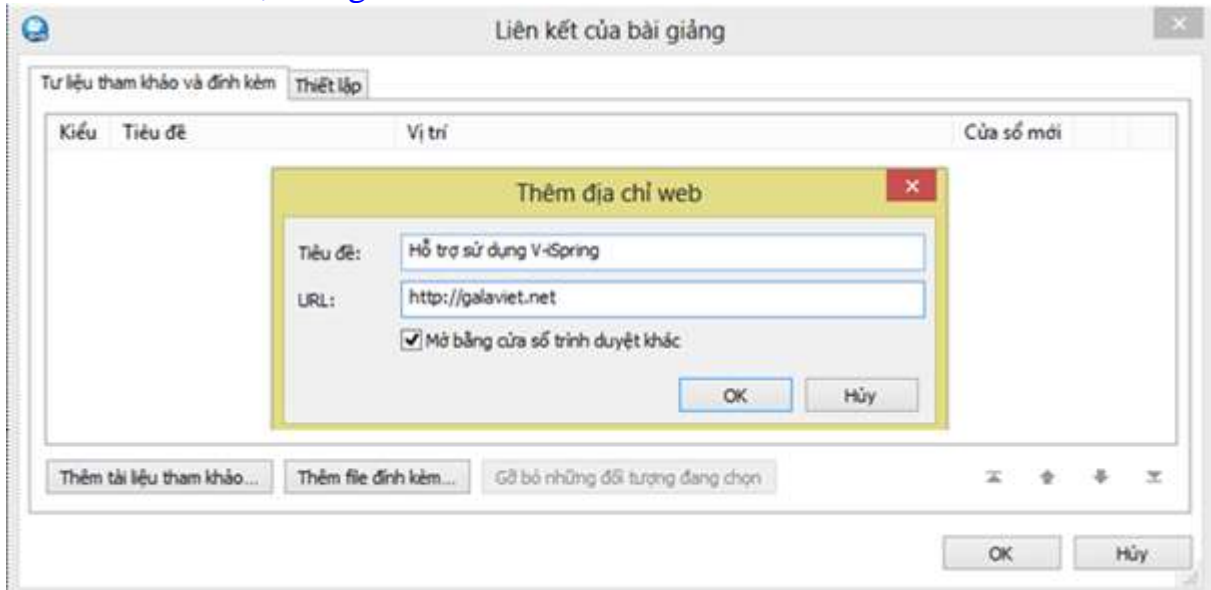 Liên kết của bài giảng
Tư liệu tham khảo và đính kèm Thiết lập
Kiểu Tiêu đề Vị trí Cửa sổ mới
Thêm địa chỉ web
Tiêu đề: Hỗ trợ sử dụng V-iSpring
URL: http://galaviet.net
Mở bằng cửa sổ trình duyệt khác
OK Hủy
Thêm tài liệu tham khảo... Thêm file đính kèm... Gỡ bỏ những đối tượng đang chọn
OK Hủy